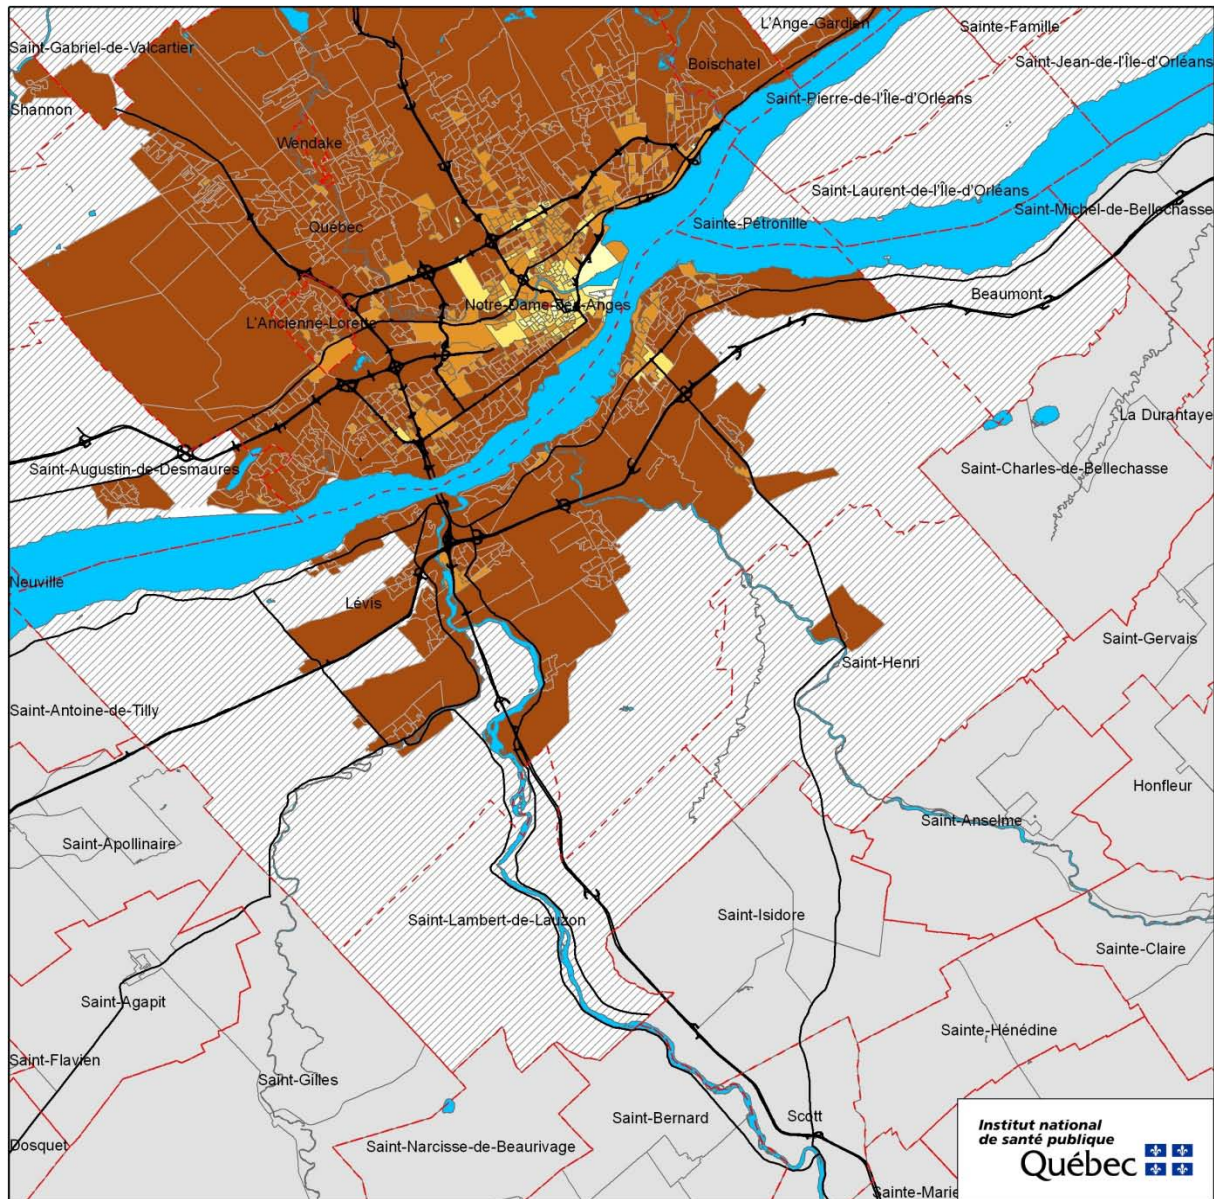 L'Ange-Gardien
Sainte-Famille
Saint-Gabriel-de-Valcartier
Saint-Jean-de-l'Île-d'Orléans
Boischatel
Saint-Pierre-de-l'Île-d'Orléans
Shannon
Wendake
Saint-Laurent-de-l'Île-d'Orléans
Saint-Michel-de-Bellechasse
Sainte-Pétronille
Québec
Beaumont
Notre-Dame-des-Anges
L'Ancienne-Lorette
La Durantaye
Saint-Augustin-de-Desmaures
Saint-Charles-de-Bellechasse
Neuville
Lévis
Saint-Gervais
Saint-Henri
Saint-Antoine-de-Tilly
Honfleur
Saint-Anselme
Saint-Apollinaire
Saint-Lambert-de-Lauzon
Saint-Isidore
Sainte-Claire
Saint-Agapit
Sainte-Hénédine
Saint-Flavien
Saint-Gilles
Saint-Bernard
Scott
Dosquet
Saint-Narcisse-de-Beaurivage
Sainte-Marie
Institut national
de santé publique
Québec